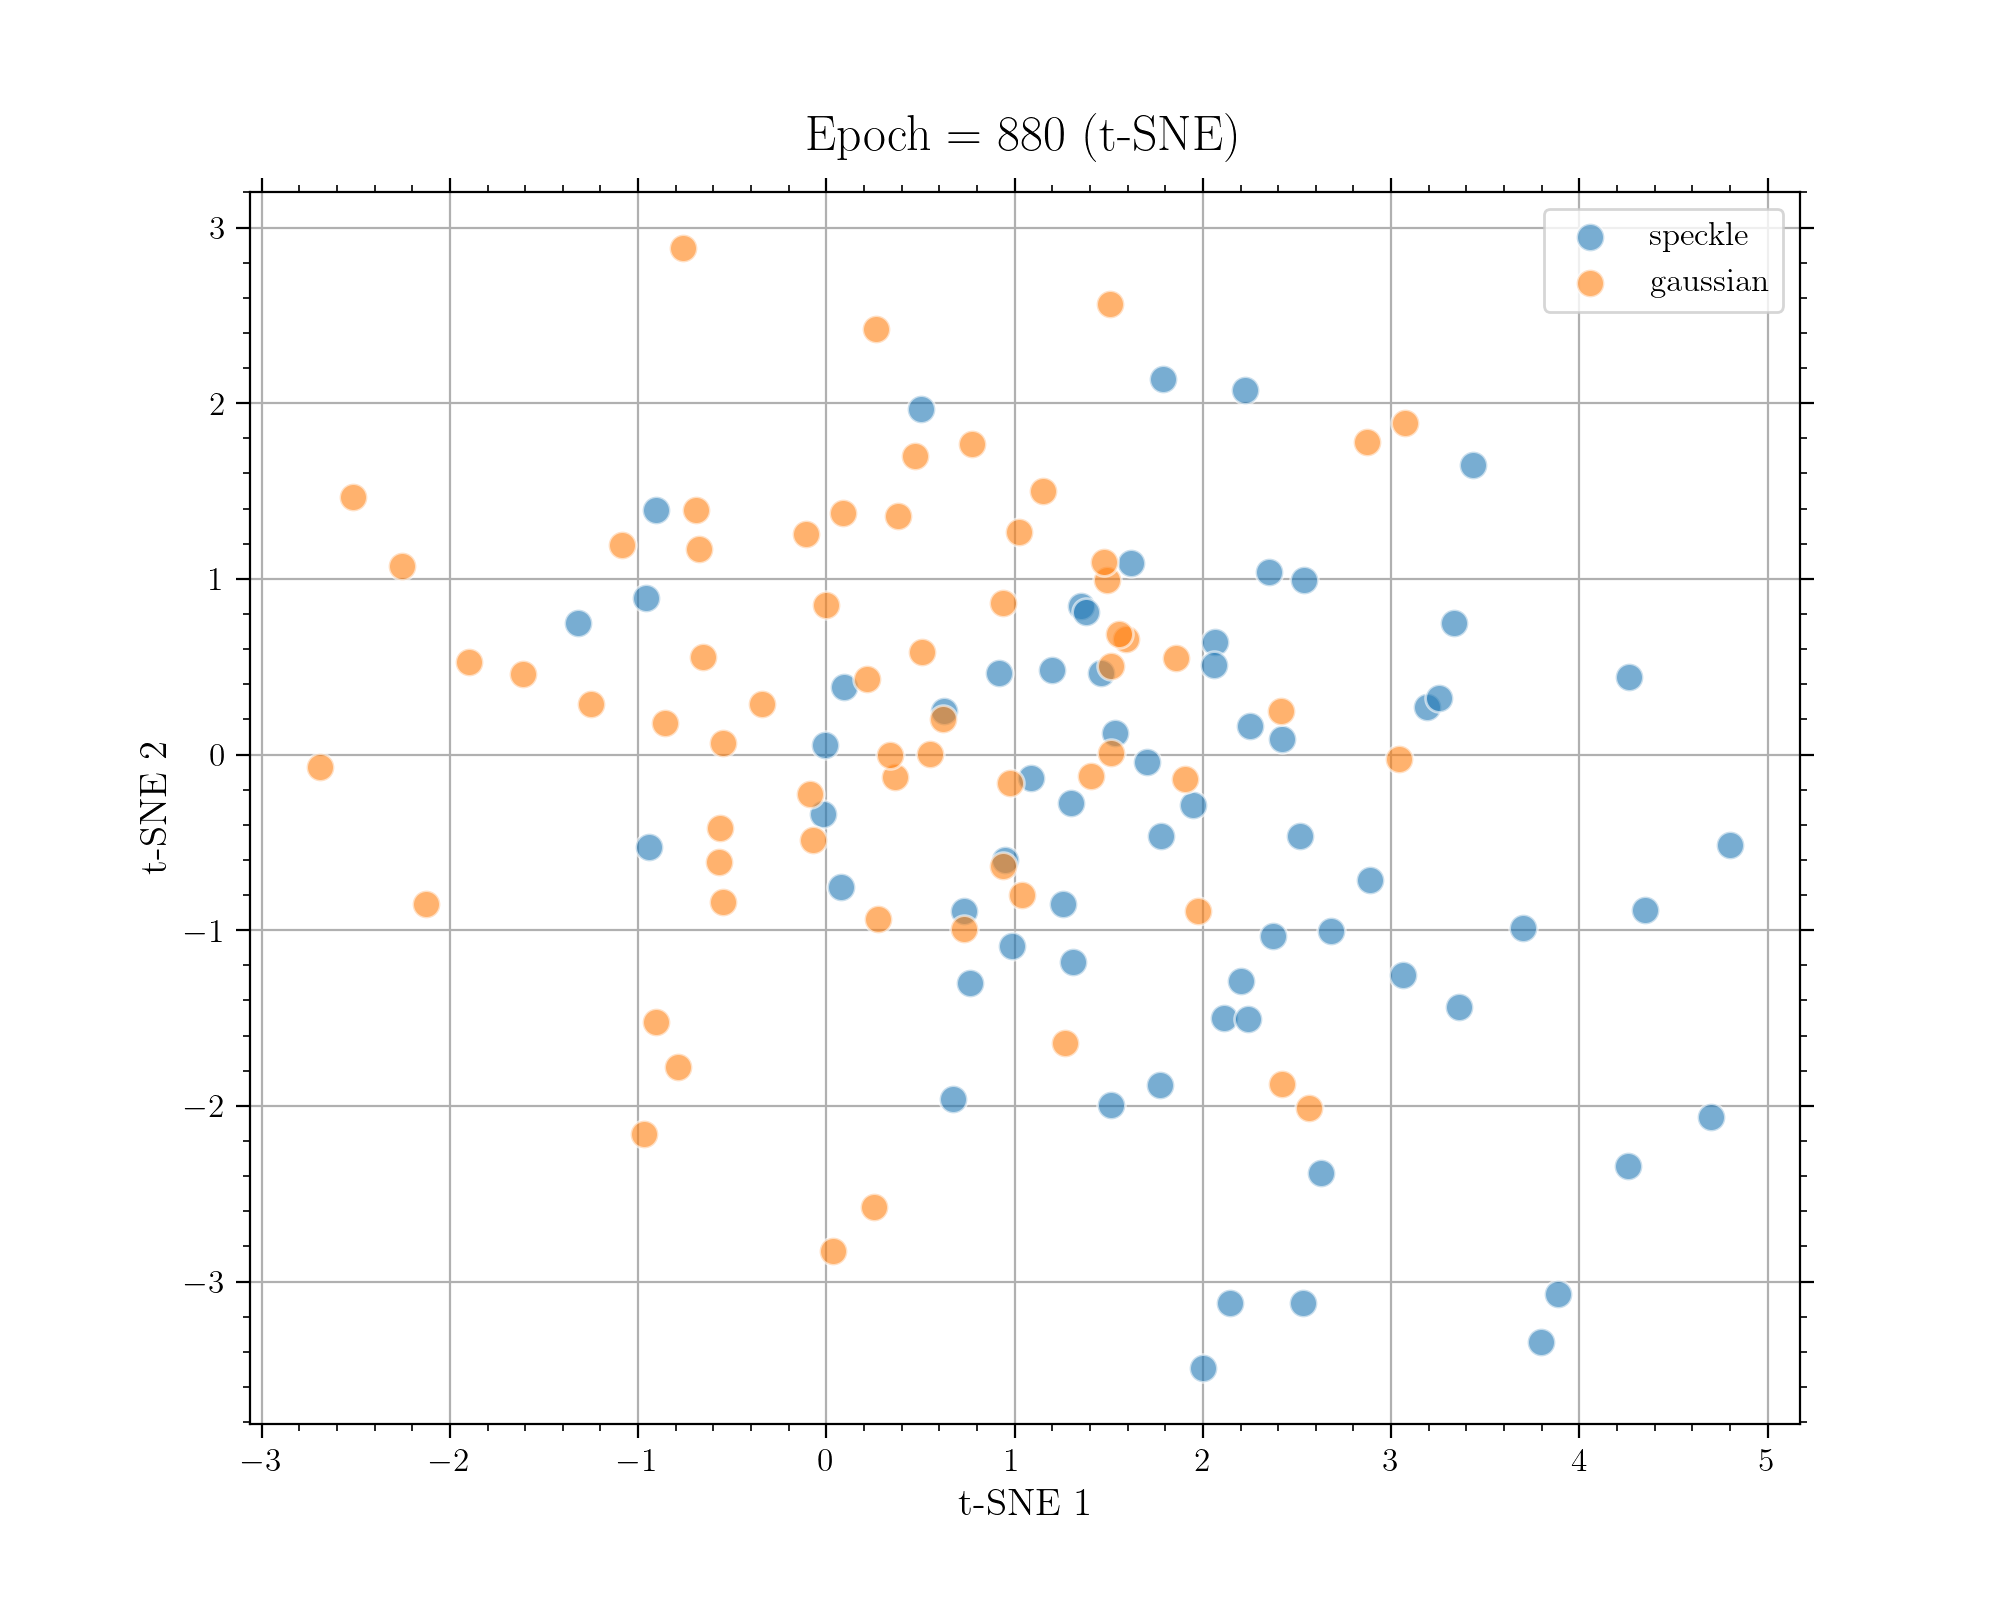 Epoch = 880 (t-SNE)
speckle
gaussian
3
2
1
0
−1
−2
−3
t-SNE 2
−3 −2 −1 0 1 2 3 4 5
t-SNE 1